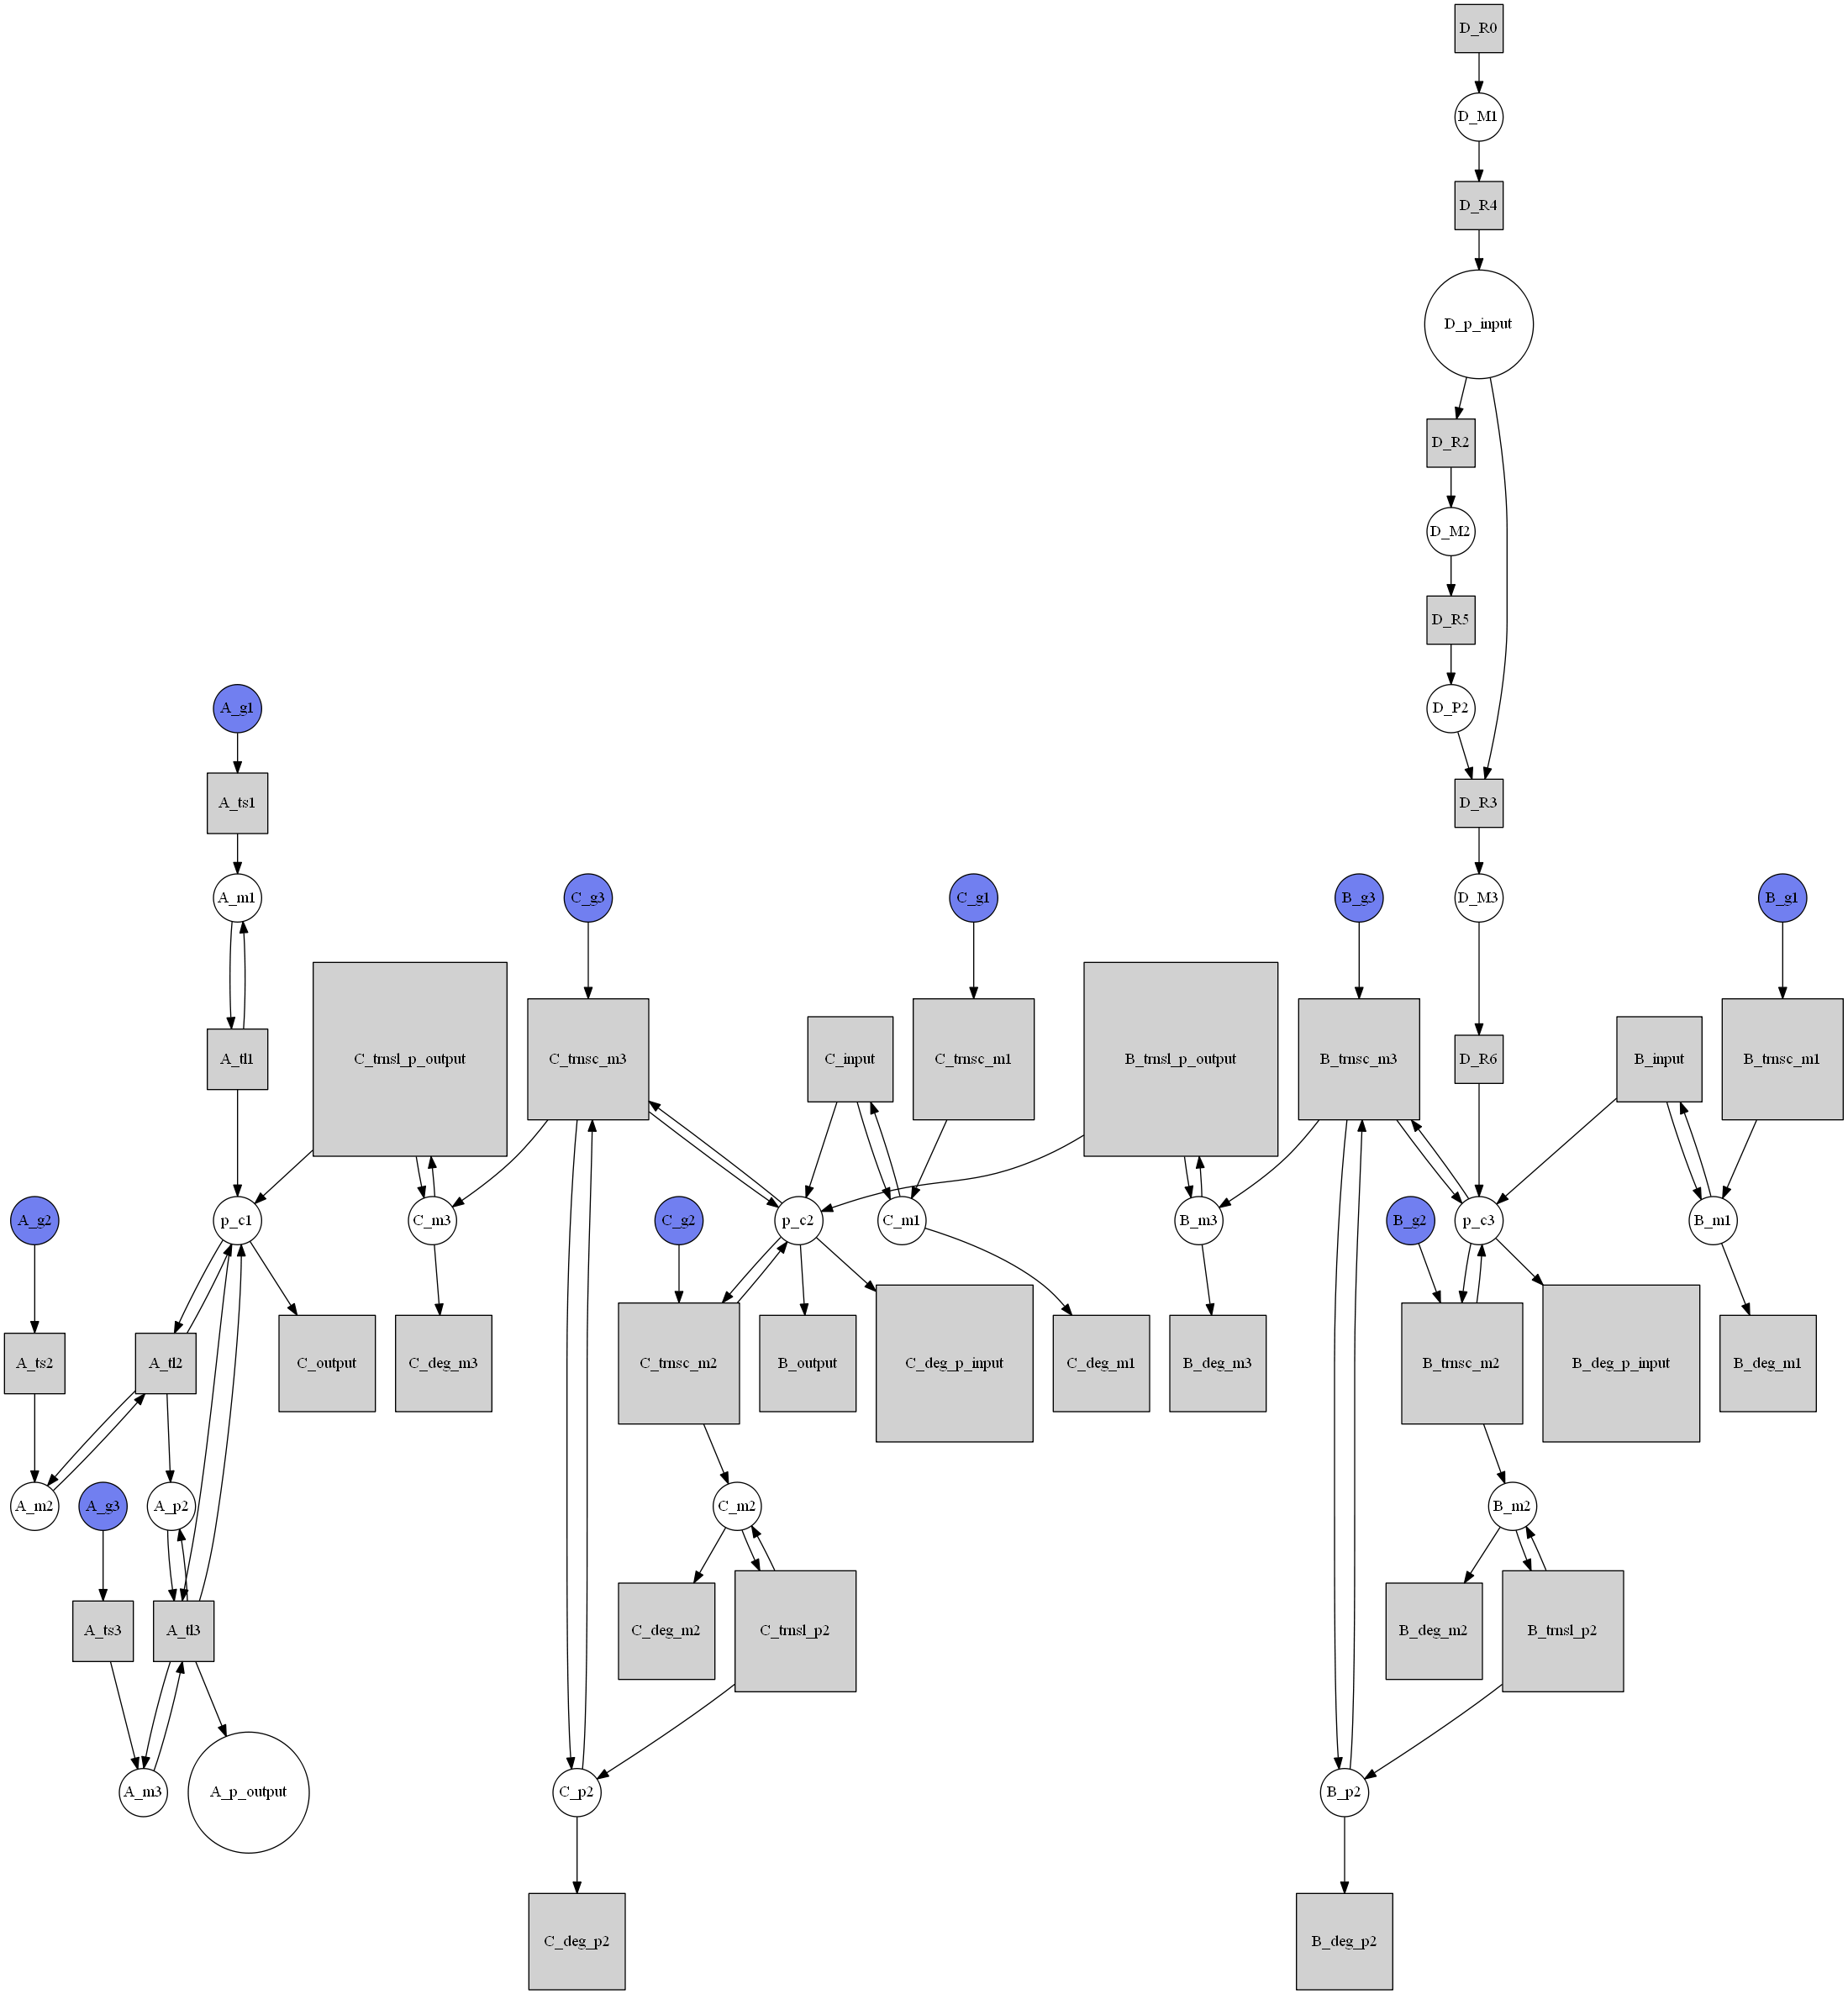 D_R0
D_M1
D_R4
D_p_input
D_R2
D_M2
D_R5
A_g1
D_P2
A_ts1
D_R3
A_m1
C_g3
C_g1
B_g3
D_M3
B_g1
A_tl1
C_trnsl_p_output
C_trnsc_m3
C_input
C_trnsc_m1
B_trnsl_p_output
B_trnsc_m3
D_R6
B_input
B_trnsc_m1
A_g2
p_c1
C_m3
C_g2
p_c2
C_m1
B_m3
B_g2
p_c3
B_m1
A_ts2
A_tl2
C_output
C_deg_m3
C_trnsc_m2
B_output
C_deg_p_input
C_deg_m1
B_deg_m3
B_trnsc_m2
B_deg_p_input
B_deg_m1
A_m2
A_g3
A_p2
C_m2
B_m2
A_ts3
A_tl3
C_deg_m2
C_trnsl_p2
B_deg_m2
B_trnsl_p2
A_m3
A_p_output
C_p2
B_p2
C_deg_p2
B_deg_p2